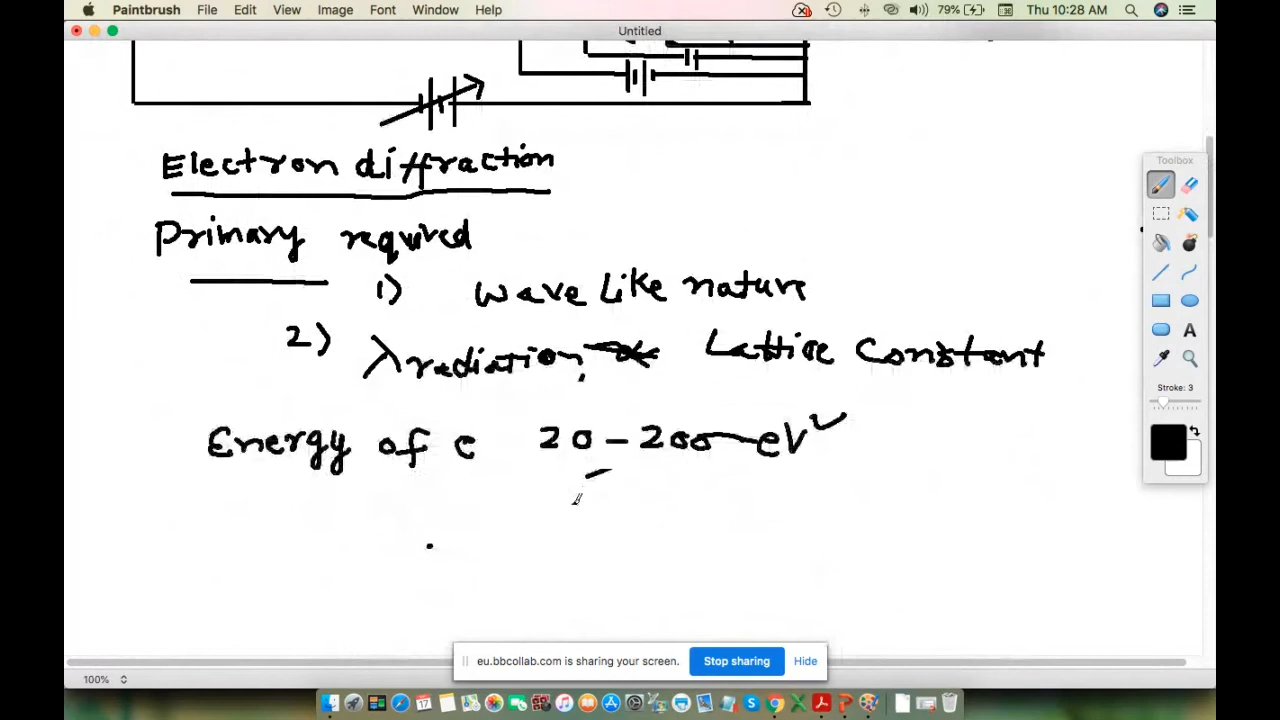 Paintbrush File Edit View Image Font Window Help 79% Thu 10:28 AM
Untitled
Electron diffraction
Primary required
1) wave like nature
2) λ radiation, Lattice Constant
Energy of e 20 - 200 eV
Toolbox
A
Stroke: 3
eu.bbcollab.com is sharing your screen. Stop sharing Hide
100%
17